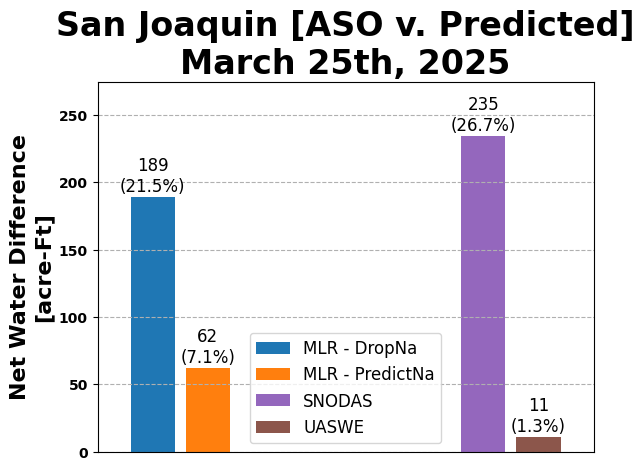 San Joaquin [ASO v. Predicted]
March 25th, 2025
Net Water Difference
[acre-Ft]
250
200
150
100
50
0
189
(21.5%)
62
(7.1%)
235
(26.7%)
11
(1.3%)
MLR - DropNa
MLR - PredictNa
SNODAS
UASWE